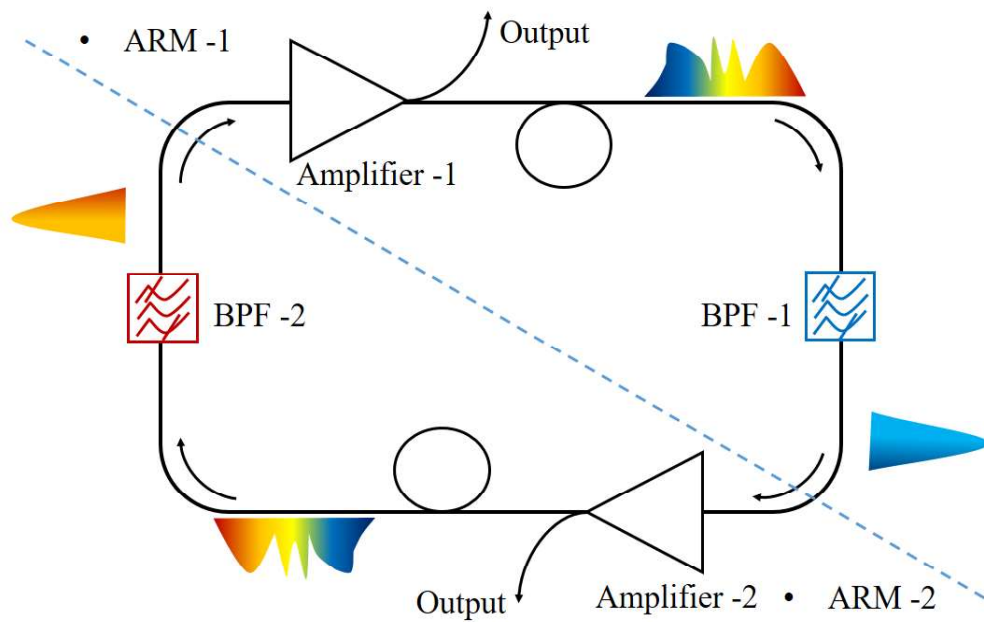 • ARM -1
Output
Amplifier -1
BPF -2
BPF -1
Output
Amplifier -2 • ARM -2